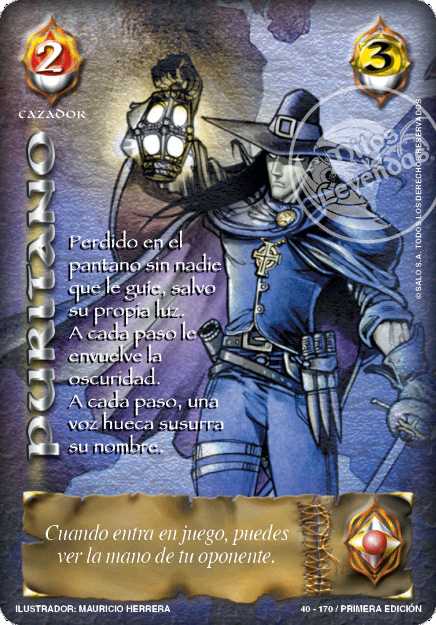 2
3
CAZADOR
PURITANO
Perdido en el
pantano sin nadie
que le guíe, salvo
su propia luz.
A cada paso le
envuelve la
oscuridad.
A cada paso, una
voz hueca susurra
su nombre.
Mitos y
Leyendas
© SALO S.A. TODOS LOS DERECHOS RESERVADOS
Cuando entra en juego, puedes
ver la mano de tu oponente.
ILUSTRADOR: MAURICIO HERRERA
40 - 170 / PRIMERA EDICIÓN